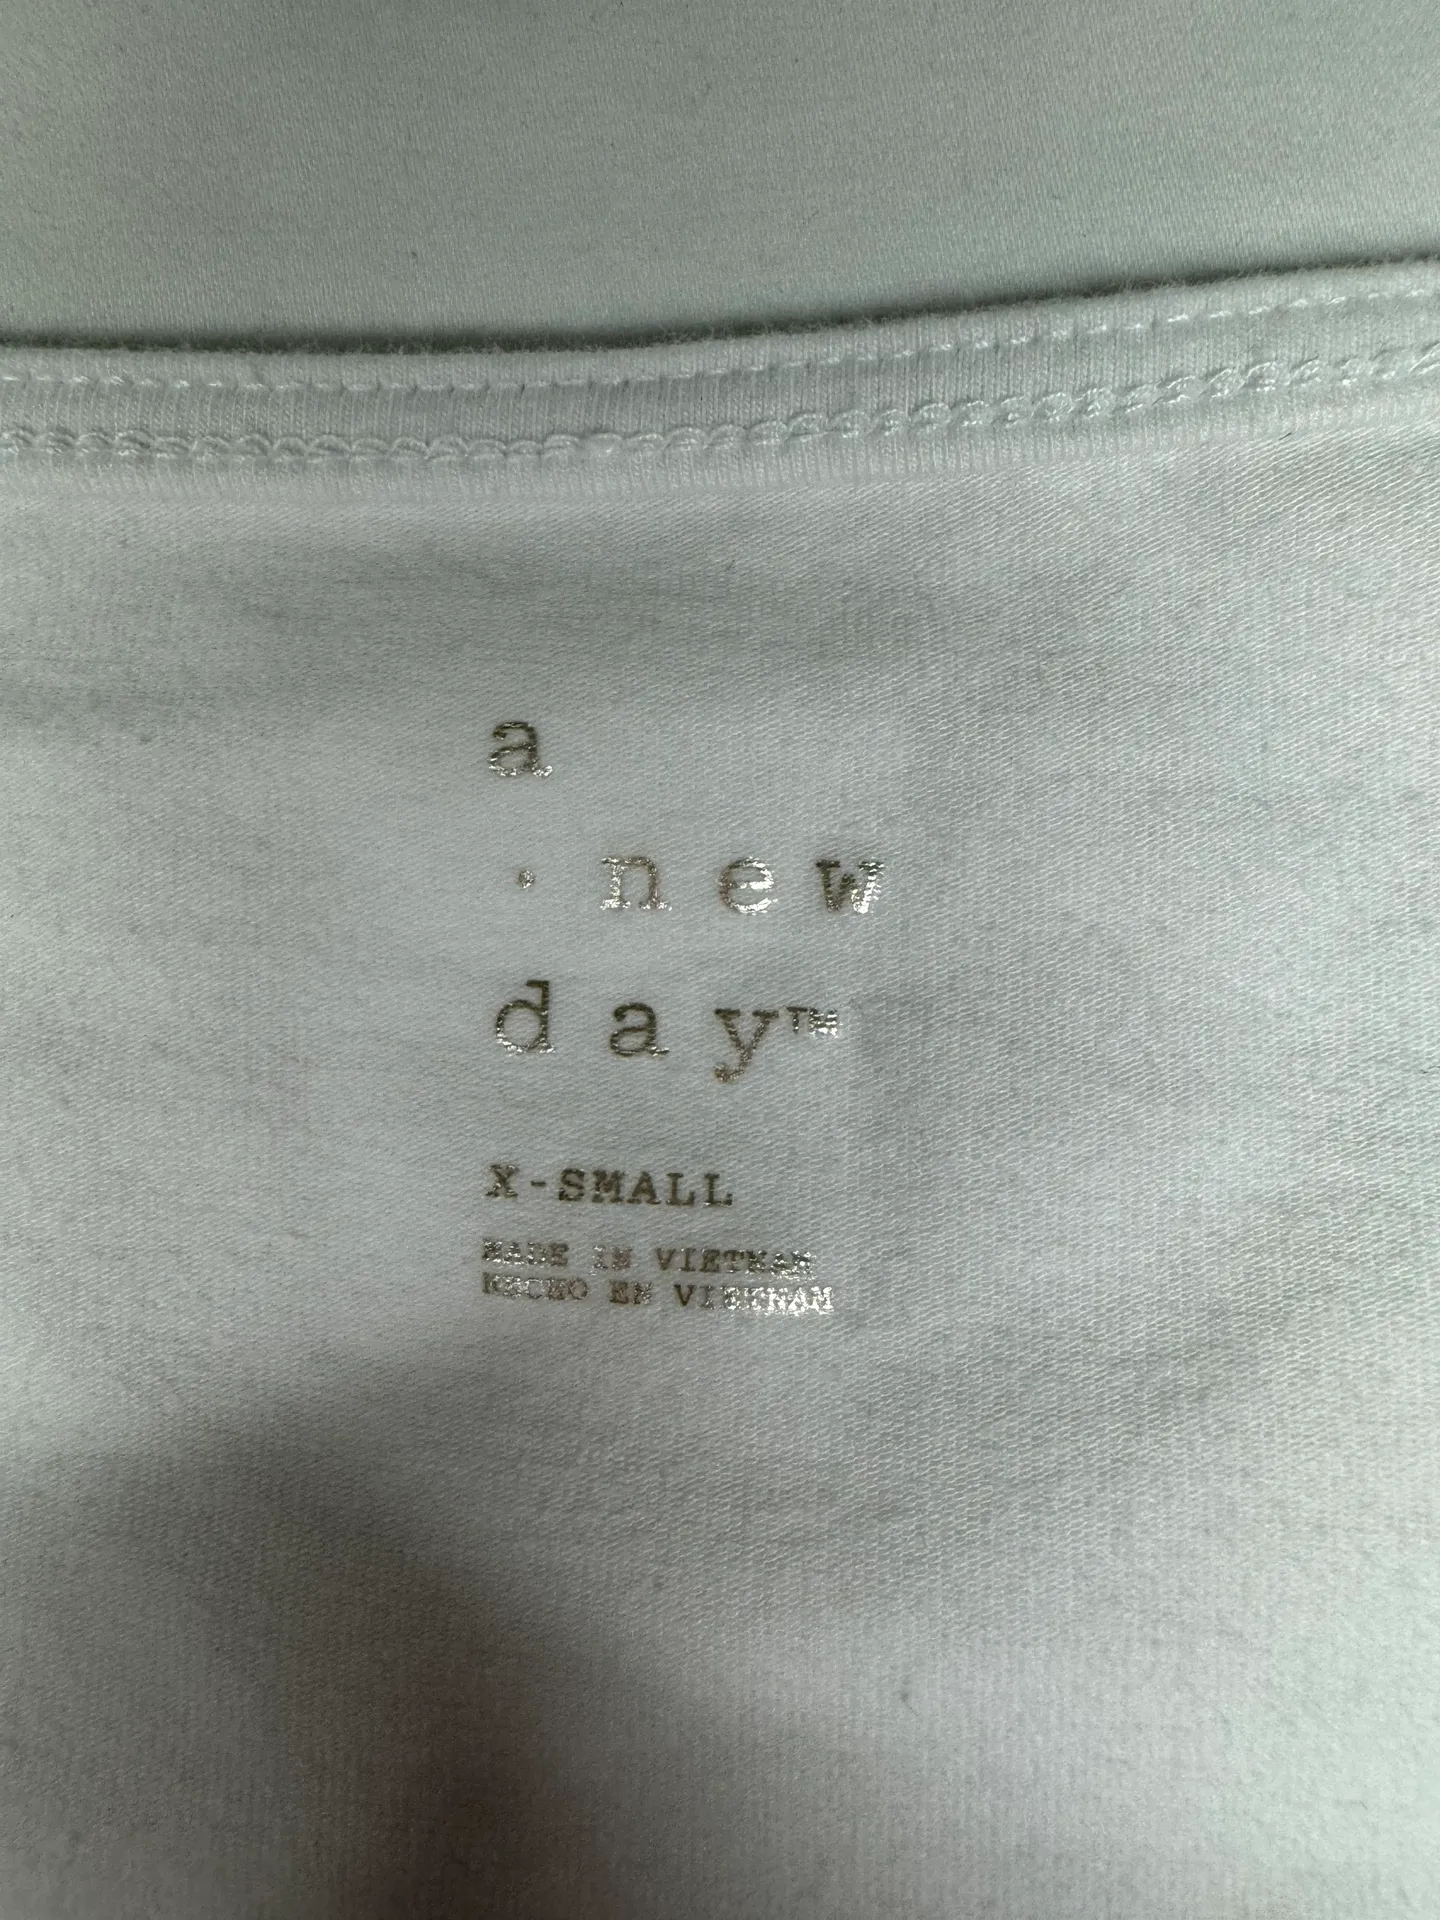 a
· new
day™
X-SMALL
MADE IN VIETNAM
HECHO EN VIETNAM